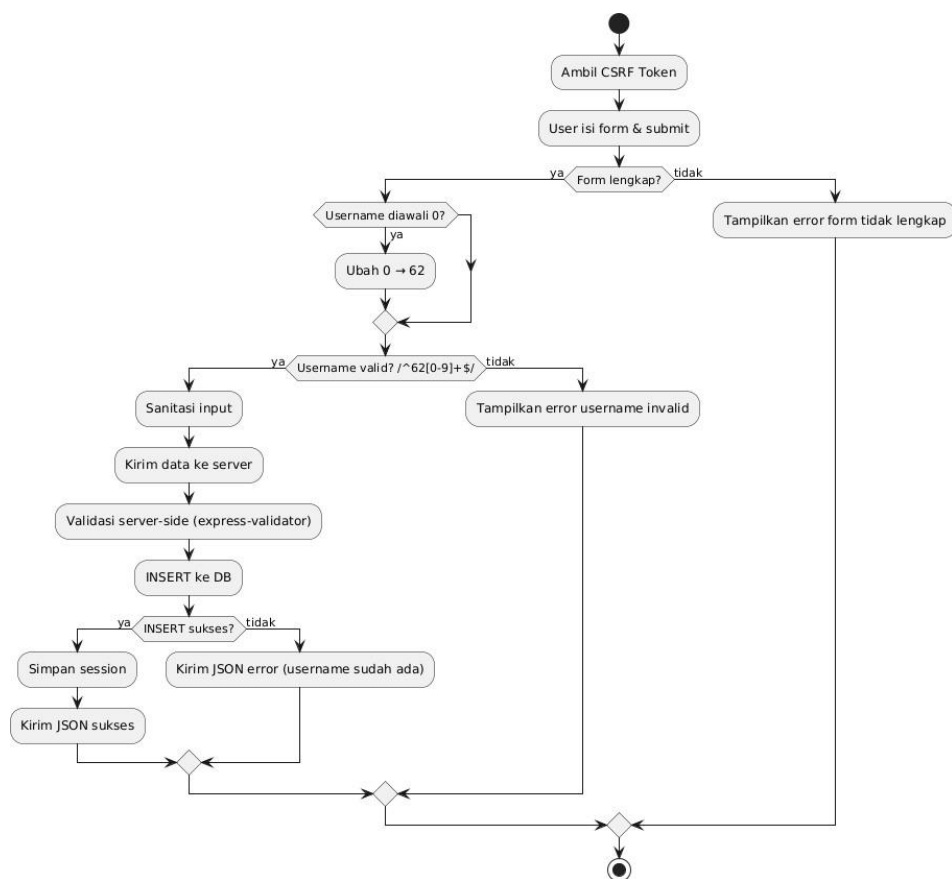 Ambil CSRF Token
User isi form & submit
ya
Form lengkap?
tidak
Username diawali 0?
ya
Ubah 0 → 62
Tampilkan error form tidak lengkap
ya
Username valid? /^62[0-9]+$/
tidak
Sanitasi input
Tampilkan error username invalid
Kirim data ke server
Validasi server-side (express-validator)
INSERT ke DB
ya
INSERT sukses?
tidak
Simpan session
Kirim JSON error (username sudah ada)
Kirim JSON sukses